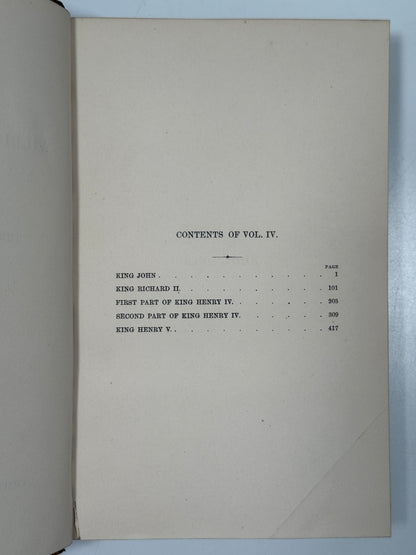 CONTENTS OF VOL. IV.
PAGE
KING JOHN . . . . . . . . . . . . 1
KING RICHARD II. . . . . . . . . . . 101
FIRST PART OF KING HENRY IV. . . . . . . 205
SECOND PART OF KING HENRY IV. . . . . . . 309
KING HENRY V. . . . . . . . . . . . 417